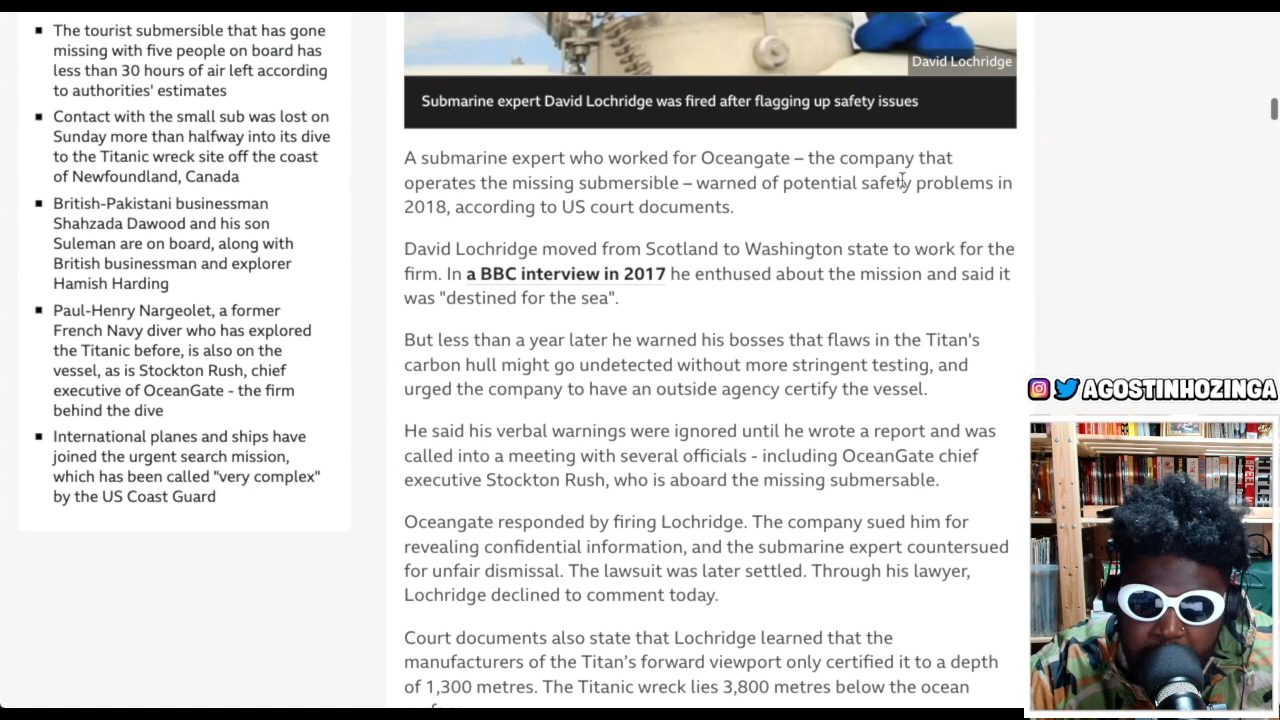 The tourist submersible that has gone
missing with five people on board has
less than 30 hours of air left according
to authorities' estimates
Contact with the small sub was lost on
Sunday more than halfway into its dive
to the Titanic wreck site off the coast
of Newfoundland, Canada
British-Pakistani businessman
Shahzada Dawood and his son
Suleman are on board, along with
British businessman and explorer
Hamish Harding
Paul-Henry Nargeolet, a former
French Navy diver who has explored
the Titanic before, is also on the
vessel, as is Stockton Rush, chief
executive of OceanGate - the firm
behind the dive
International planes and ships have
joined the urgent search mission,
which has been called "very complex"
by the US Coast Guard
David Lochridge
Submarine expert David Lochridge was fired after flagging up safety issues
A submarine expert who worked for Oceangate – the company that
operates the missing submersible – warned of potential safety problems in
2018, according to US court documents.
David Lochridge moved from Scotland to Washington state to work for the
firm. In a BBC interview in 2017 he enthused about the mission and said it
was "destined for the sea".
But less than a year later he warned his bosses that flaws in the Titan's
carbon hull might go undetected without more stringent testing, and
urged the company to have an outside agency certify the vessel.
He said his verbal warnings were ignored until he wrote a report and was
called into a meeting with several officials - including OceanGate chief
executive Stockton Rush, who is aboard the missing submersable.
Oceangate responded by firing Lochridge. The company sued him for
revealing confidential information, and the submarine expert countersued
for unfair dismissal. The lawsuit was later settled. Through his lawyer,
Lochridge declined to comment today.
Court documents also state that Lochridge learned that the
manufacturers of the Titan's forward viewport only certified it to a depth
of 1,300 metres. The Titanic wreck lies 3,800 metres below the ocean
AGOSTINHOZINGA